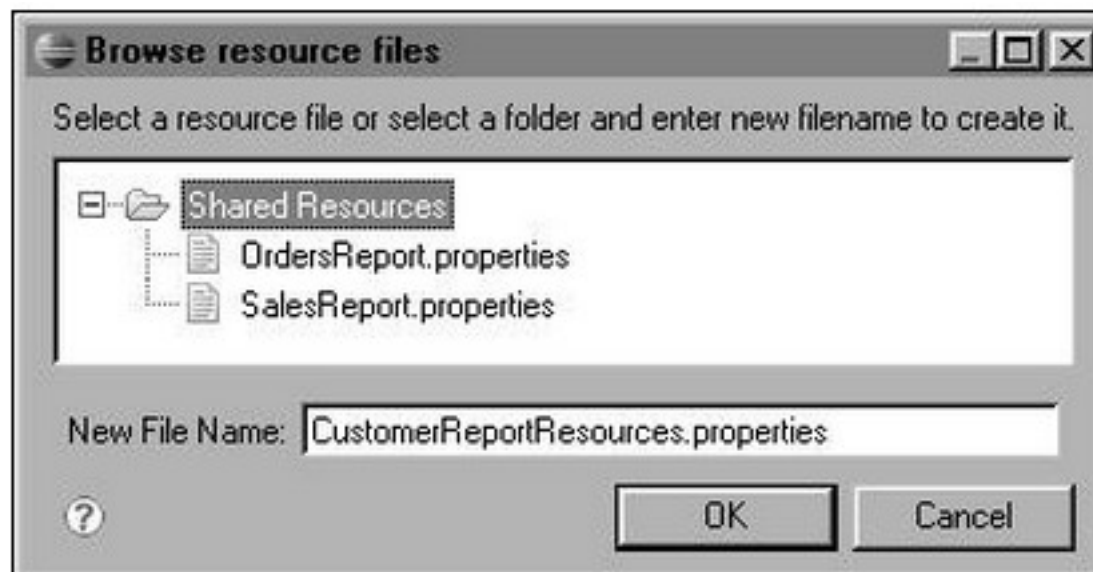 Browse resource files
Select a resource file or select a folder and enter new filename to create it.
Shared Resources
OrdersReport.properties
SalesReport.properties
New File Name: CustomerReportResources.properties
? OK Cancel